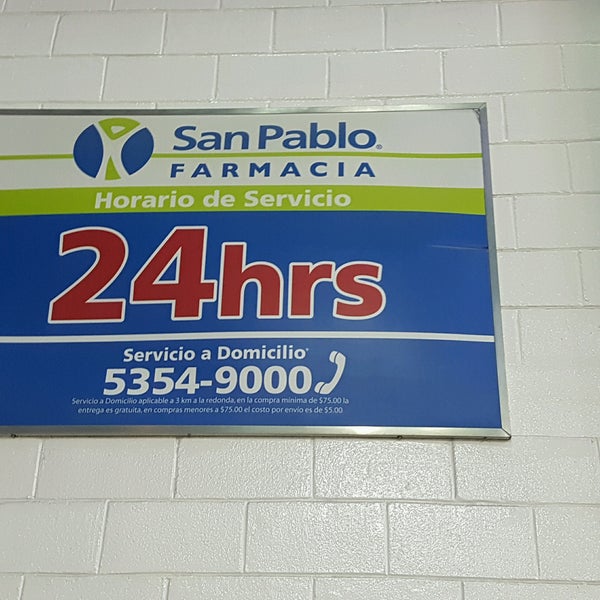 San Pablo®
FARMACIA
Horario de Servicio
24hrs
Servicio a Domicilio*
5354-9000
Servicio a Domicilio aplicable a 3 km a la redonda, en la compra mínima de $75.00 la
entrega es gratuita, en compras menores a $75.00 el costo por envío es de $5.00